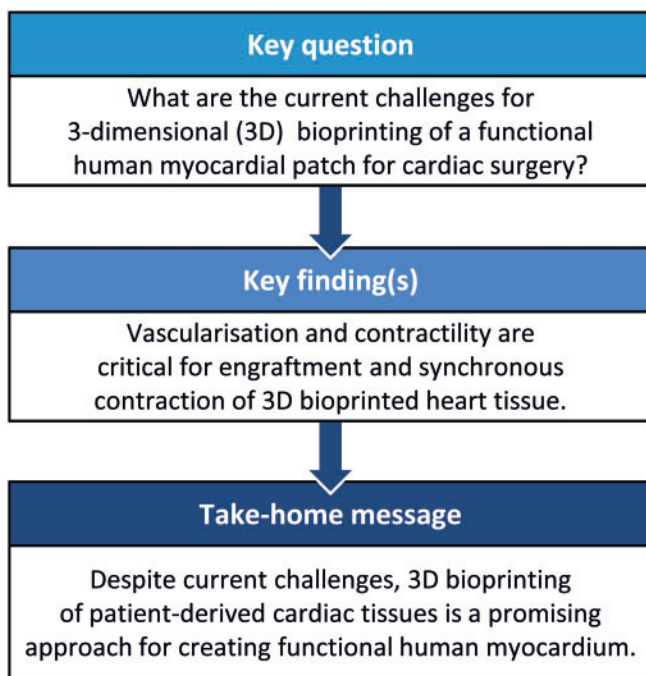 Key question
What are the current challenges for
3-dimensional (3D) bioprinting of a functional
human myocardial patch for cardiac surgery?
Key finding(s)
Vascularisation and contractility are
critical for engraftment and synchronous
contraction of 3D bioprinted heart tissue.
Take-home message
Despite current challenges, 3D bioprinting
of patient-derived cardiac tissues is a promising
approach for creating functional human myocardium.